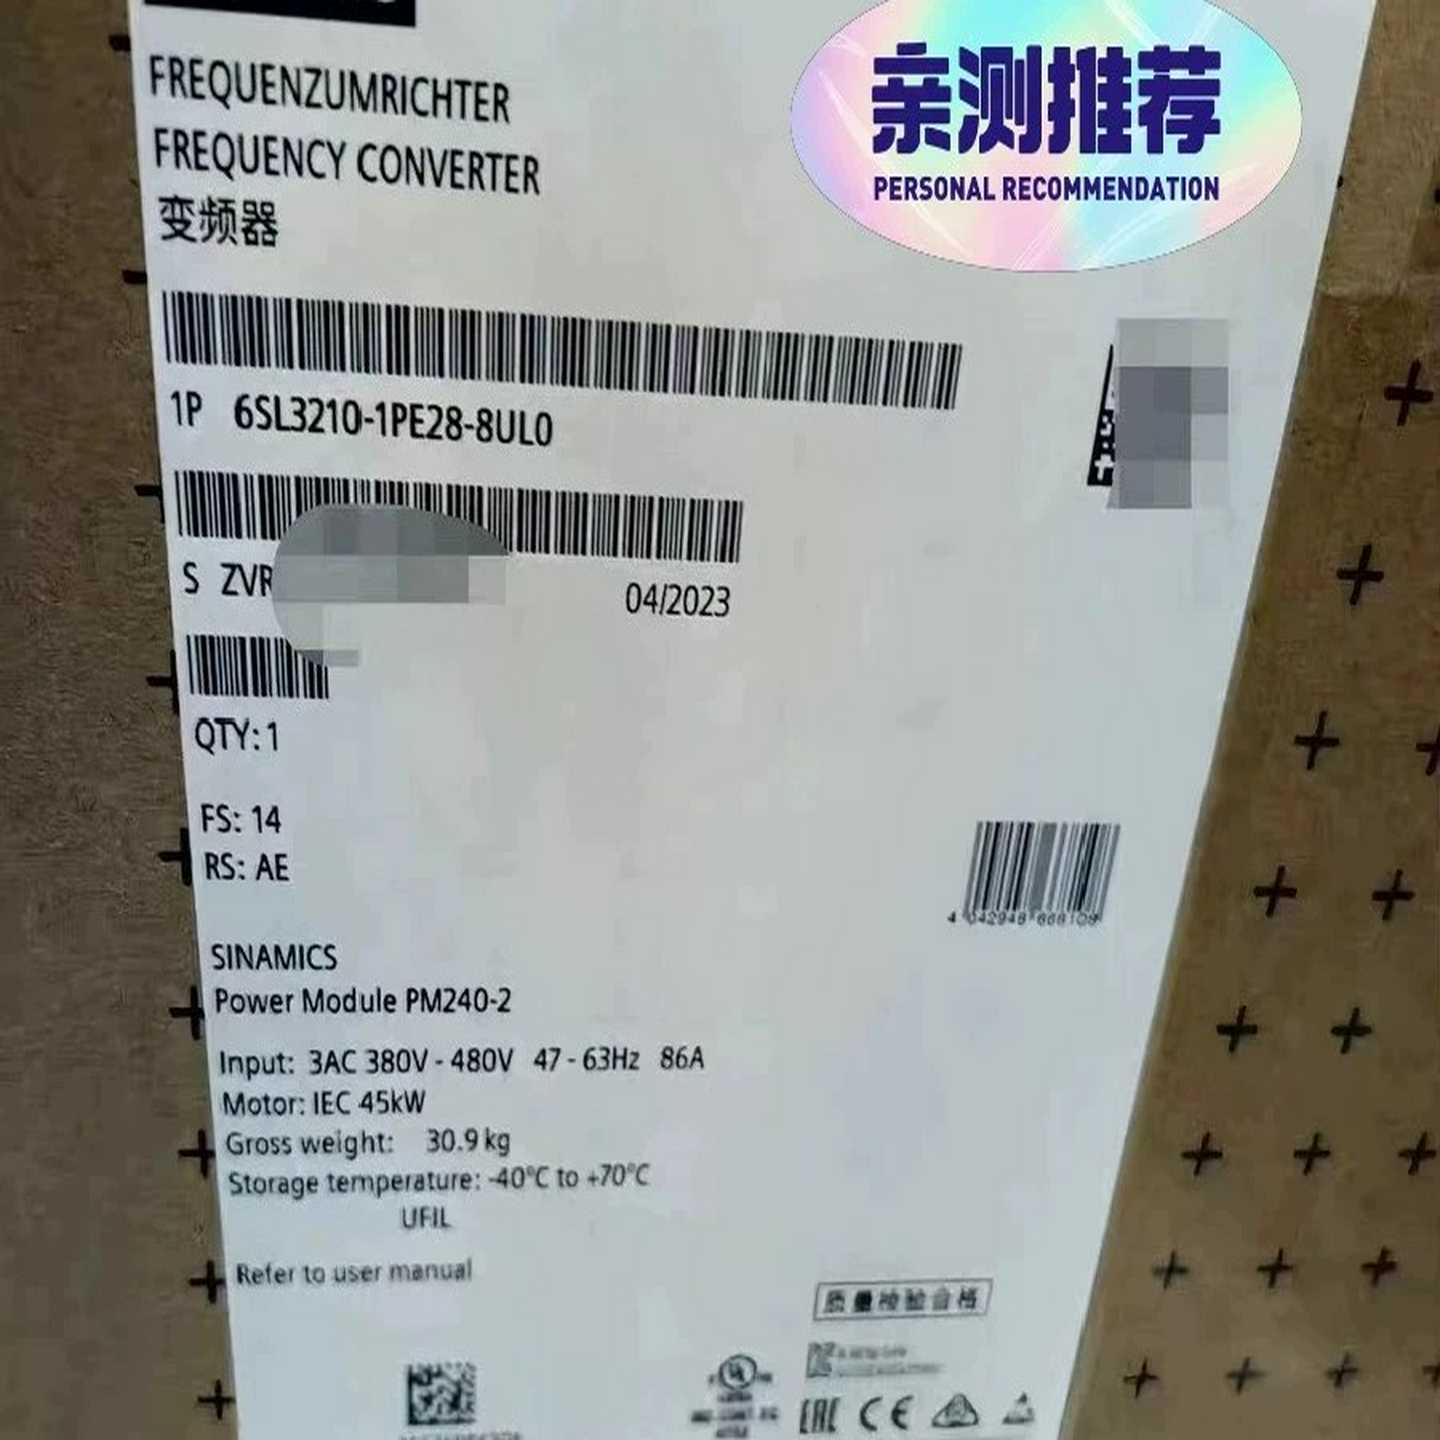 FREQUENZUMRICHTER
FREQUENCY CONVERTER
变频器
亲测推荐
PERSONAL RECOMMENDATION
1P 6SL3210-1PE28-8UL0
S ZVR
04/2023
QTY: 1
FS: 14
RS: AE
SINAMICS
Power Module PM240-2
Input: 3AC 380V - 480V 47 - 63Hz 86A
Motor: IEC 45kW
Gross weight: 30.9 kg
Storage temperature: -40°C to +70°C
UFIL
Refer to user manual
质量检验合格
UL
EAC
CE